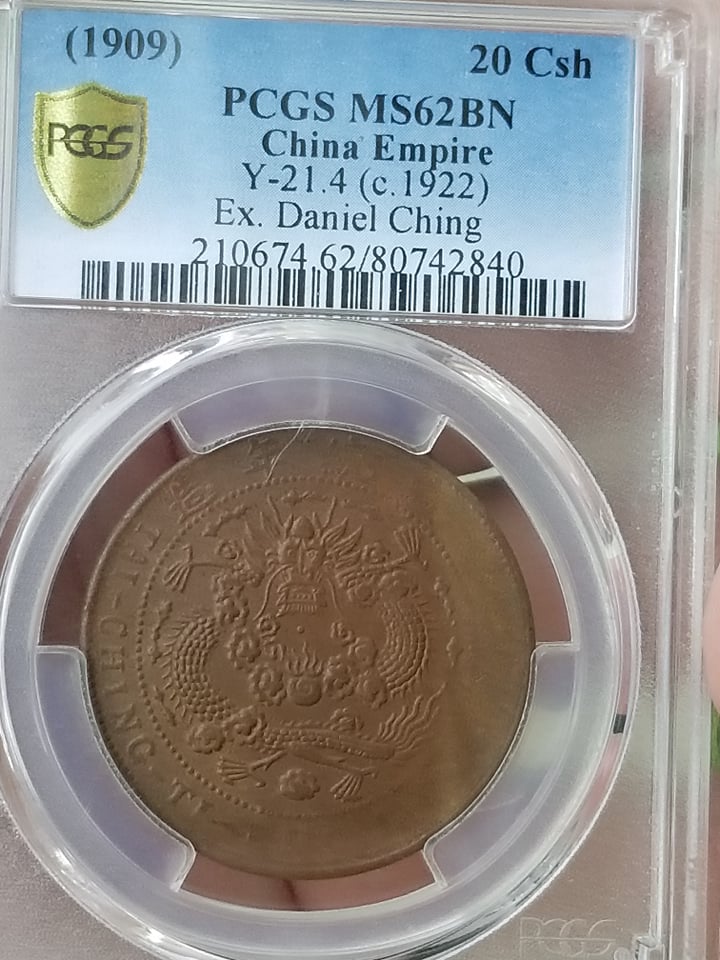 (1909) 20 Csh
PCGS
PCGS MS62BN
China Empire
Y-21.4 (c.1922)
Ex. Daniel Ching
210674.62/80742840
TAI-CHING-TI
PCGS